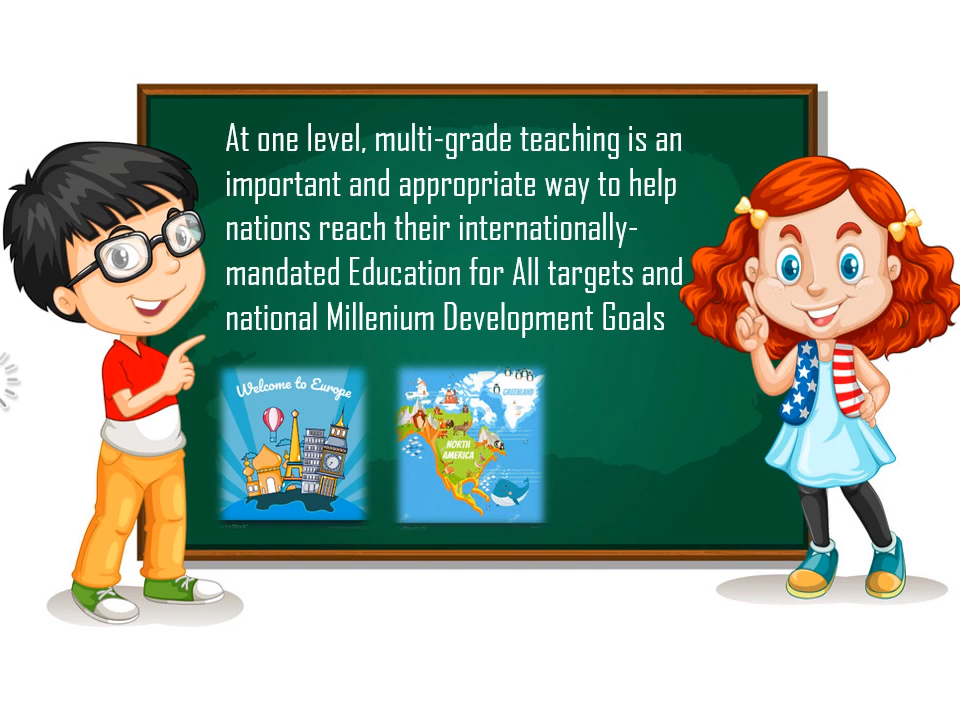 At one level, multi-grade teaching is an
important and appropriate way to help
nations reach their internationally-
mandated Education for All targets and
national Millenium Development Goals
Welcome to Europe
GREENLAND
NORTH
AMERICA